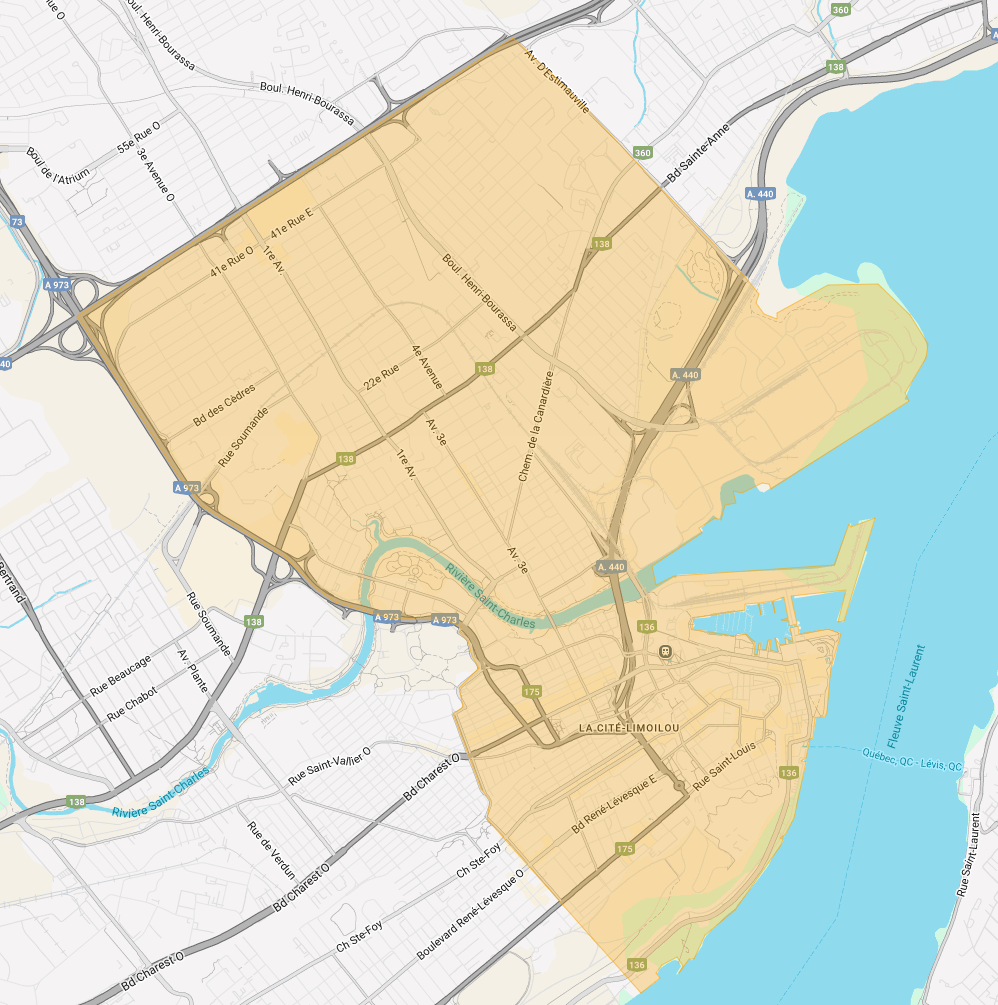 360
Boul. Henri-Bourassa
138
Boul. Henri-Bourassa
Av. D'Estimauville
55e Rue O
3e Avenue O
Boul de l'Atrium
360
Bd Sainte-Anne
A. 440
73
A 973
41e Rue E
41e Rue O
1re Av.
138
Boul. Henri-Bourassa
40
4e Avenue
22e Rue
138
A. 440
Bd des Cèdres
Rue Soumande
Chem. de la Canardière
Av. 3e
138
1re Av.
A 973
Av. 3e
A. 440
Rivière Saint-Charles
Bertrand
Rue Soumande
138
A 973
A 973
136
Rue Beaucage
Av. Plante
Rue Chabot
175
LA CITÉ-LIMOILOU
Fleuve Saint-Laurent
Québec, QC - Lévis, QC
Rue Saint-Vallier O
Bd Charest O
Rue Saint-Louis
136
Rivière Saint-Charles
138
Bd René-Lévesque E
Rue de Verdun
175
Ch Ste-Foy
Rue Saint-Laurent
Bd Charest O
Boulevard René-Lévesque O
Ch Ste-Foy
Bd Charest O
136